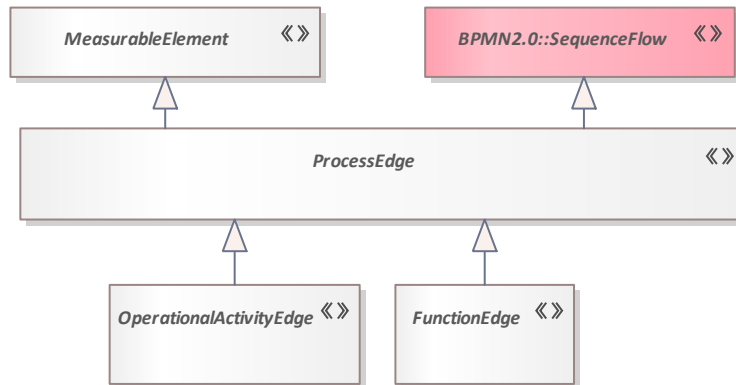 MeasurableElement «»
BPMN2.0::SequenceFlow «»
ProcessEdge «»
OperationalActivityEdge «»
FunctionEdge «»